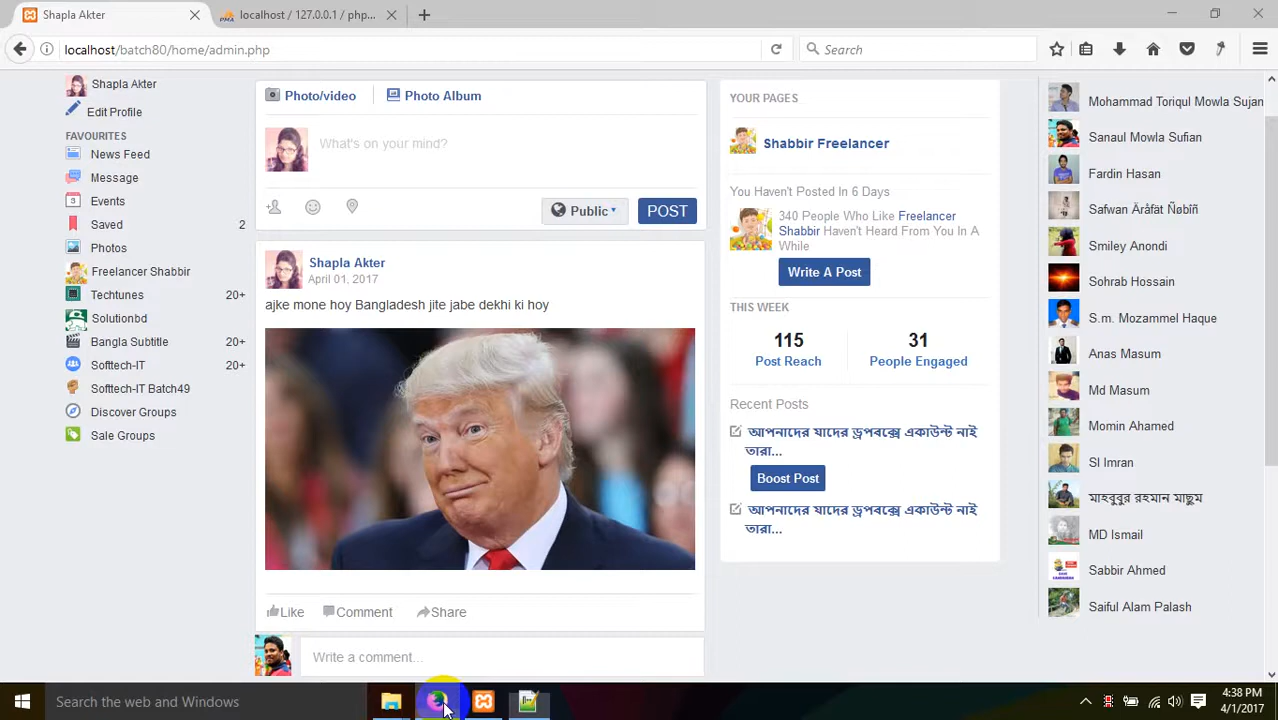 Shapla Akter
localhost / 127.0.0.1 / php...
localhost/batch80/home/admin.php
Search
Shapla Akter
Edit Profile
FAVOURITES
News Feed
Message
Events
Saved 2
Photos
Freelancer Shabbir
Techtunes 20+
Solutionbd
Bangla Subtitle 20+
Softech-IT 20+
Softtech-IT Batch49
Discover Groups
Sale Groups
Photo/video
Photo Album
What's on your mind?
Public
POST
Shapla Akter
April 01, 2017
ajke mone hoy Bangladesh jite jabe dekhi ki hoy
Like Comment Share
Write a comment...
YOUR PAGES
Shabbir Freelancer
You Haven't Posted In 6 Days
340 People Who Like Freelancer
Shabbir Haven't Heard From You In A
While
Write A Post
THIS WEEK
115 31
Post Reach People Engaged
Recent Posts
আপনাদের যাদের ড্রপবক্সে একাউন্ট নাই
তারা...
Boost Post
আপনাদের যাদের ড্রপবক্সে একাউন্ট নাই
তারা...
Mohammad Toriqul Mowla Sujan
Sanaul Mowla Sufian
Fardin Hasan
Safwan Ärâfàt Ñøbîñ
Smiley Anondi
Sohrab Hossain
S.m. Mozammel Haque
Anas Masum
Md Masum
Momin Ahamed
SI Imran
মাহবুবুর রহমান মাছুম
MD Ismail
Sabbir Ahmed
Saiful Alam Palash
Search the web and Windows
4:38 PM
4/1/2017